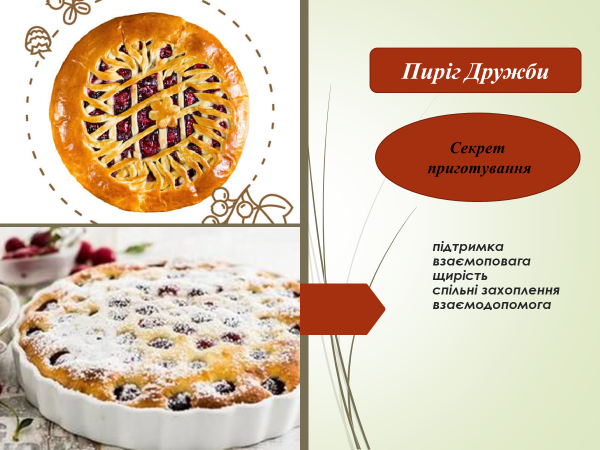 Пиріг Дружби
Секрет
приготування
підтримка
взаємоповага
щирість
спільні захоплення
взаємодопомога